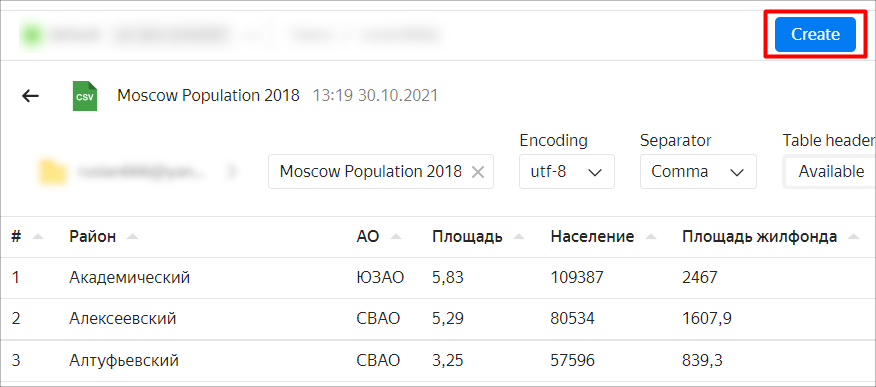 Create
CSV Moscow Population 2018 13:19 30.10.2021
Encoding Separator Table header
Moscow Population 2018 utf-8 Comma Available
# Район АО Площадь Население Площадь жилфонда
1 Академический ЮЗАО 5,83 109387 2467
2 Алексеевский СВАО 5,29 80534 1607,9
3 Алтуфьевский СВАО 3,25 57596 839,3